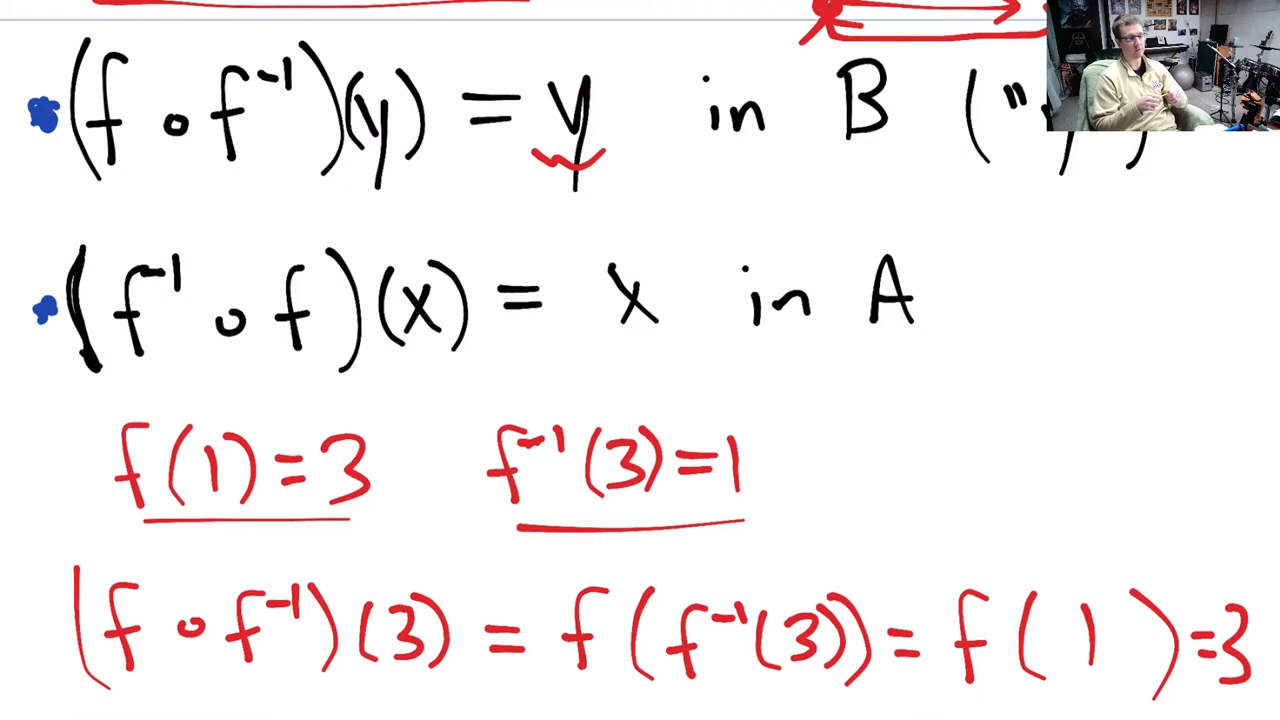 (f ∘ f⁻¹)(y) = y in B ("
(f⁻¹ ∘ f)(x) = x in A
f(1)=3 f⁻¹(3)=1
(f ∘ f⁻¹)(3) = f(f⁻¹(3)) = f(1)=3